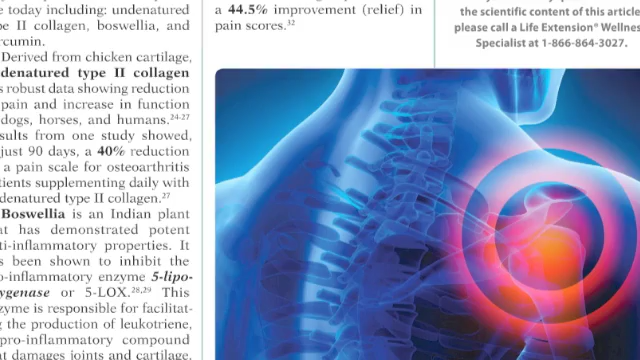 e today including: undenatured
pe II collagen, boswellia, and
rcumin.
Derived from chicken cartilage,
denatured type II collagen
s robust data showing reduction
pain and increase in function
dogs, horses, and humans.24-27
sults from one study showed,
just 90 days, a 40% reduction
a pain scale for osteoarthritis
tients supplementing daily with
denatured type II collagen.27
Boswellia is an Indian plant
at has demonstrated potent
ti-inflammatory properties. It
s been shown to inhibit the
o-inflammatory enzyme 5-lipo-
ygenase or 5-LOX.28,29 This
zyme is responsible for facilitat-
g the production of leukotriene,
pro-inflammatory compound
at damages joints and cartilage,
a 44.5% improvement (relief) in
pain scores.32
the scientific content of this article
please call a Life Extension® Wellnes
Specialist at 1-866-864-3027.